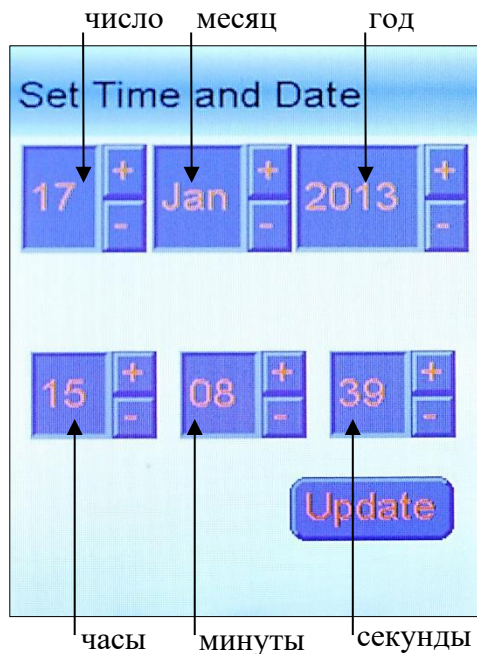 число месяц год
Set Time and Date
17 + Jan + 2013 +
- - -
15 + 08 + 39 +
- - -
Update
часы минуты секунды